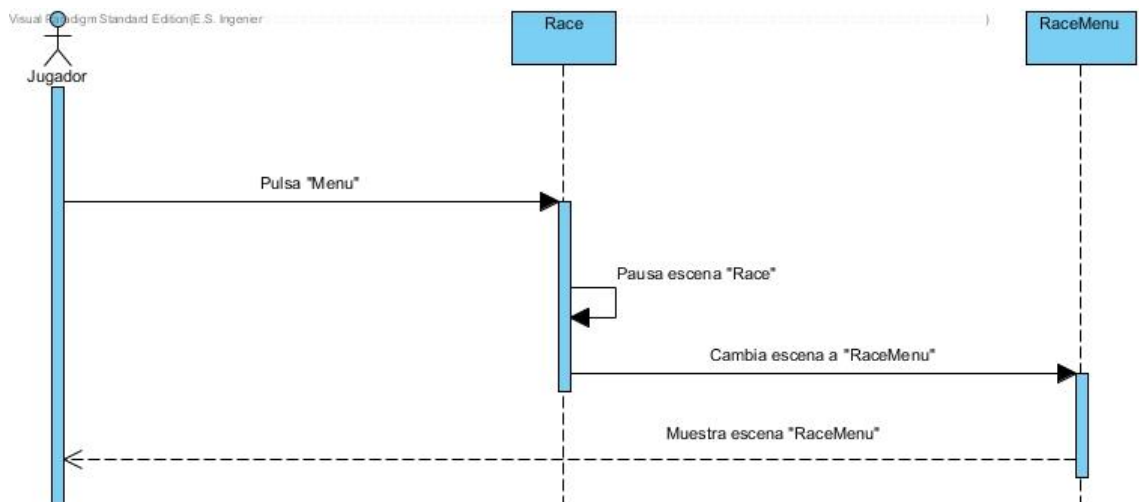 Visual Paradigm Standard Edition(E.S. Ingenier
)
Race
RaceMenu
Jugador
Pulsa "Menu"
Pausa escena "Race"
Cambia escena a "RaceMenu"
Muestra escena "RaceMenu"